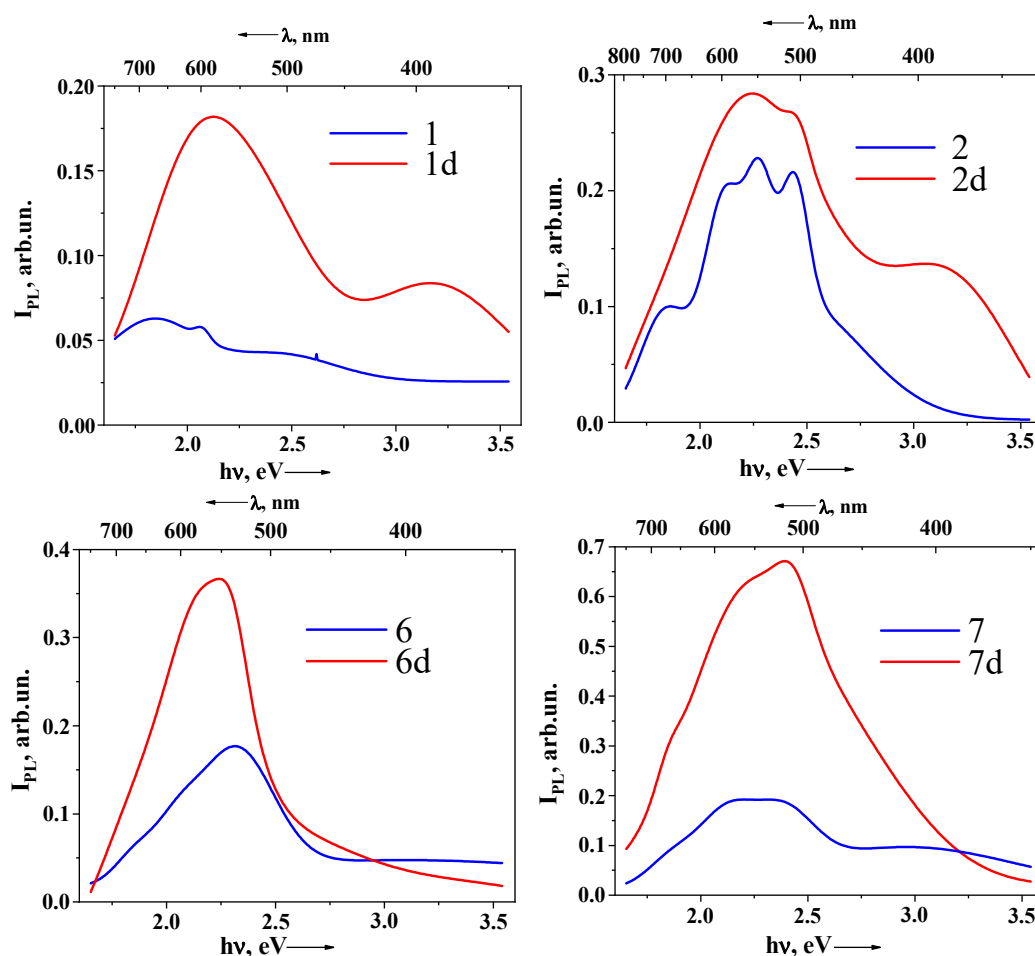 λ, nm
700 600 500 400
0.20
0.15
0.10
0.05
0.00
I_PL, arb.un.
1
1d
2.0 2.5 3.0 3.5
hν, eV
λ, nm
800 700 600 500 400
0.3
0.2
0.1
0.0
I_PL, arb.un.
2
2d
2.0 2.5 3.0 3.5
hν, eV
λ, nm
700 600 500 400
0.4
0.3
0.2
0.1
0.0
I_PL, arb.un.
6
6d
2.0 2.5 3.0 3.5
hν, eV
λ, nm
700 600 500 400
0.7
0.6
0.5
0.4
0.3
0.2
0.1
0.0
I_PL, arb.un.
7
7d
2.0 2.5 3.0 3.5
hν, eV